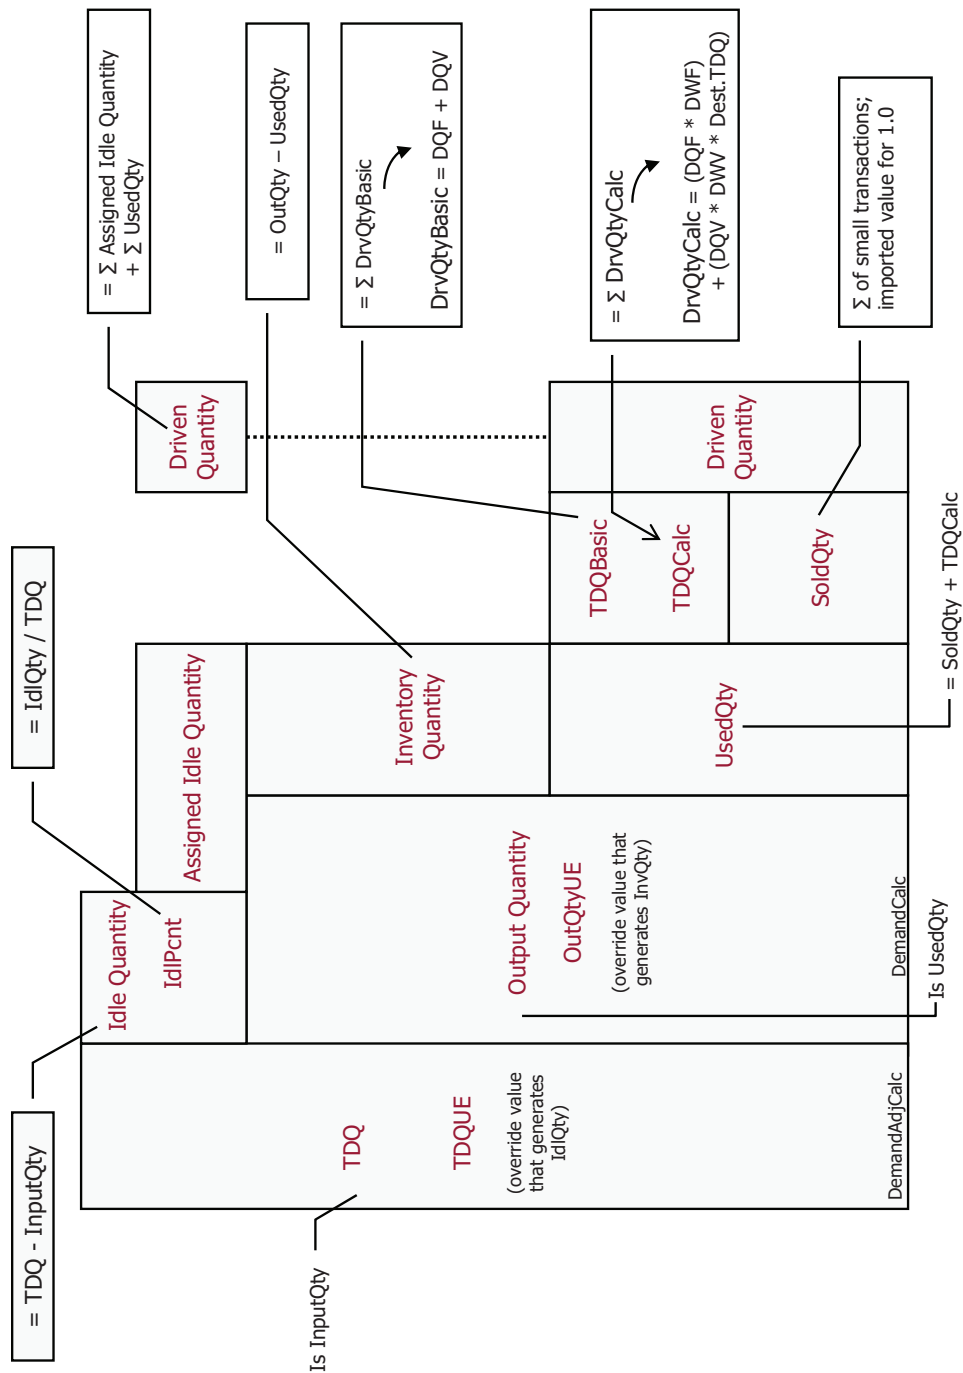 = TDQ - InputQty
= IdlQty / TDQ
= Σ Assigned Idle Quantity
+ Σ UsedQty
= OutQty – UsedQty
= Σ DrvQtyBasic
DrvQtyBasic = DQF + DQV
= Σ DrvQtyCalc
DrvQtyCalc = (DQF * DWF)
+ (DQV * DWV * Dest.TDQ)
Σ of small transactions;
imported value for 1.0
Is InputQty
TDQ
TDQUE
(override value
that generates
IdlQty)
DemandAdjCalc
Idle Quantity
IdlPcnt
Assigned Idle Quantity
Driven
Quantity
Output Quantity
OutQtyUE
(override value that
generates InvQty)
DemandCalc
Is UsedQty
Inventory
Quantity
UsedQty
= SoldQty + TDQCalc
TDQBasic
TDQCalc
SoldQty
Driven
Quantity